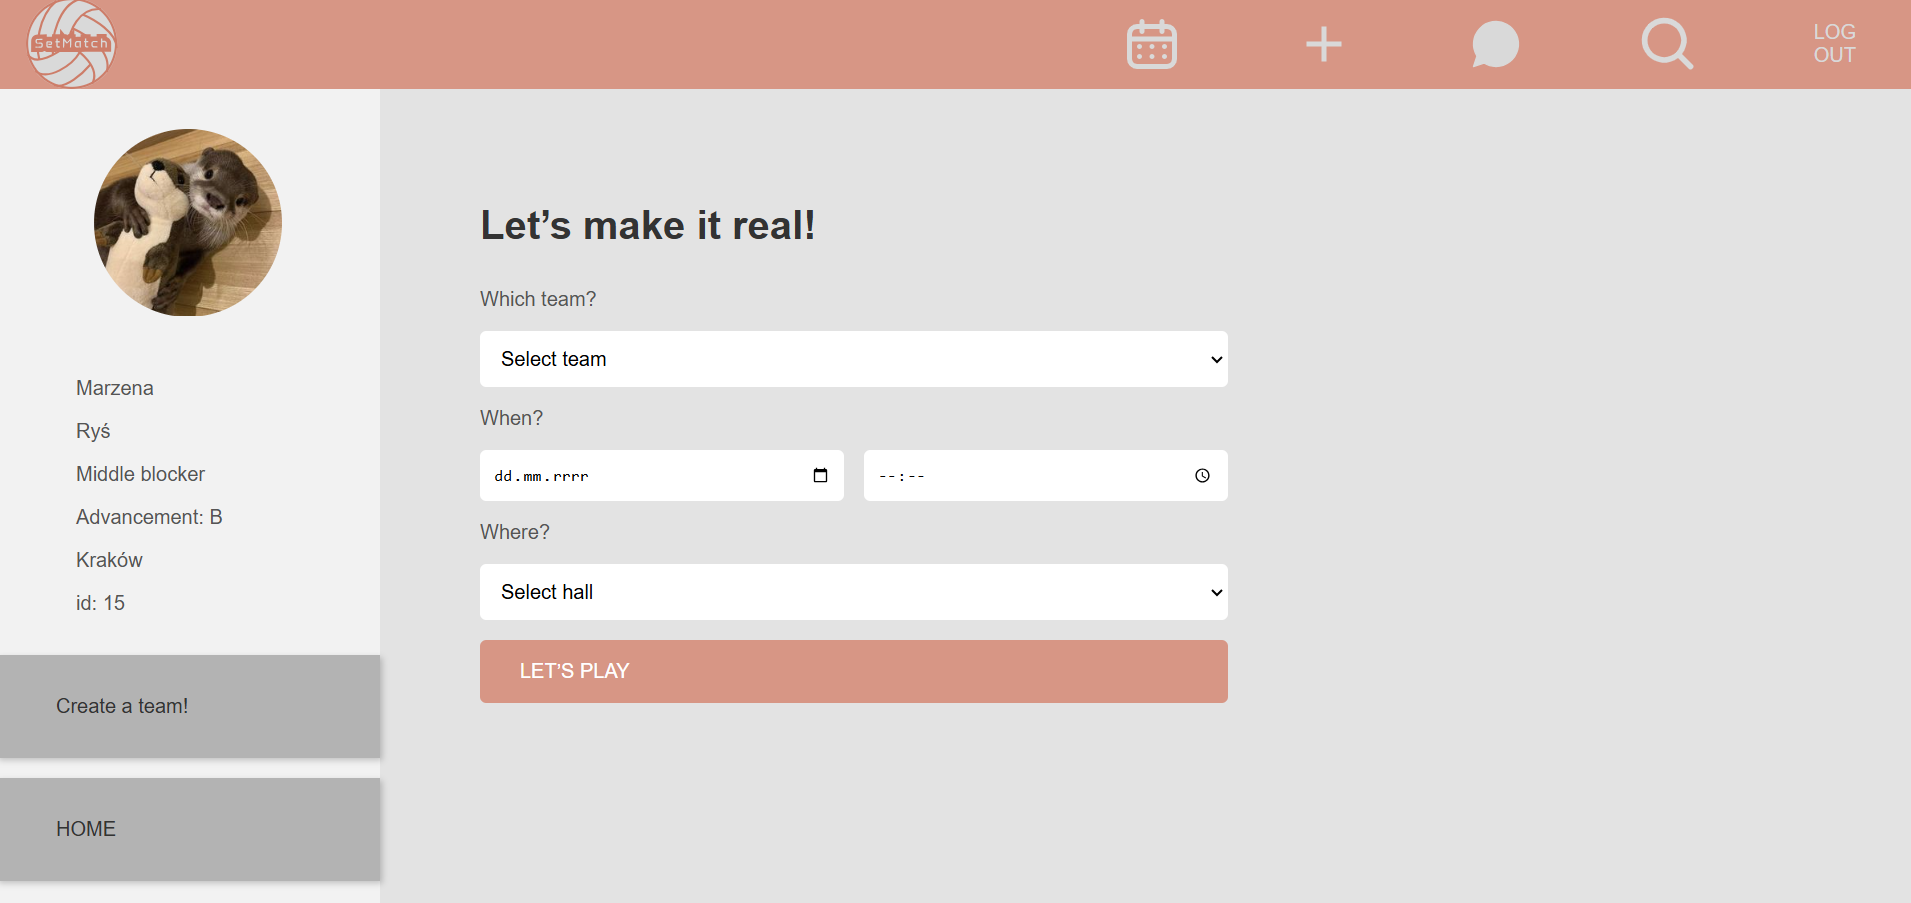 SetMatch
LOG
OUT
Marzena
Ryś
Middle blocker
Advancement: B
Kraków
id: 15
Create a team!
HOME
Let’s make it real!
Which team?
Select team
When?
dd.mm.rrrr
--:--
Where?
Select hall
LET'S PLAY